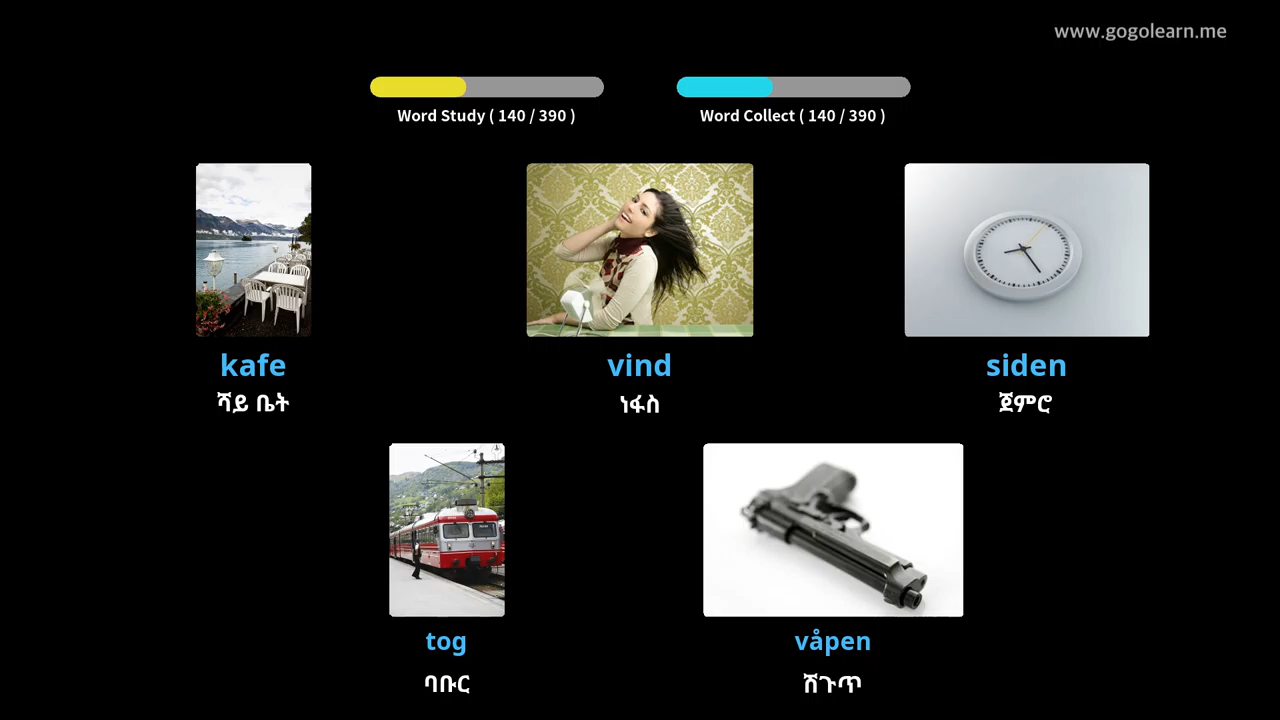 www.gogolearn.me
Word Study ( 140 / 390 )
Word Collect ( 140 / 390 )
kafe
ሻይ ቤት
vind
ነፋስ
siden
ጀምሮ
tog
ባቡር
våpen
ሽጉጥ